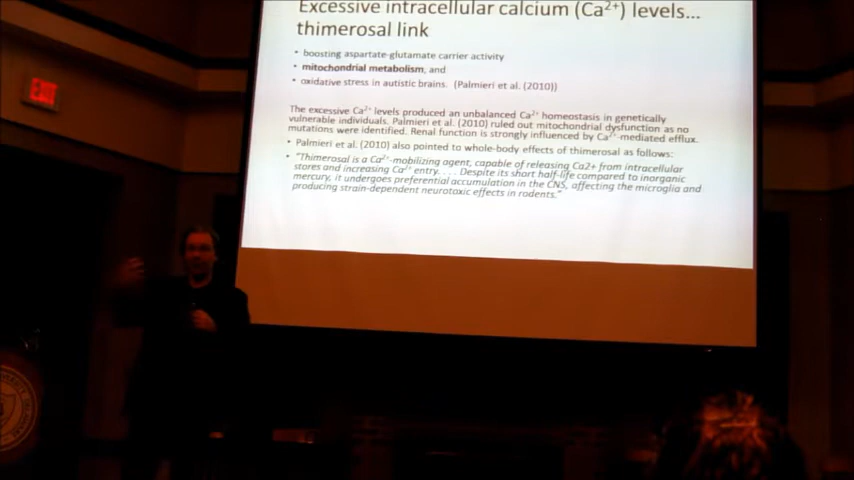 EXIT
Excessive intracellular calcium (Ca²⁺) levels...
thimerosal link
• boosting aspartate-glutamate carrier activity
• mitochondrial metabolism, and
• oxidative stress in autistic brains. (Palmieri et al. (2010))
The excessive Ca²⁺ levels produced an unbalanced Ca²⁺ homeostasis in genetically
vulnerable individuals. Palmieri et al. (2010) ruled out mitochondrial dysfunction as no
mutations were identified. Renal function is strongly influenced by Ca²⁺-mediated efflux.
• Palmieri et al. (2010) also pointed to whole-body effects of thimerosal as follows:
• "Thimerosal is a Ca²⁺-mobilizing agent, capable of releasing Ca2+ from intracellular
stores and increasing Ca²⁺ entry. . . . Despite its short half-life compared to inorganic
mercury, it undergoes preferential accumulation in the CNS, affecting the microglia and
producing strain-dependent neurotoxic effects in rodents."